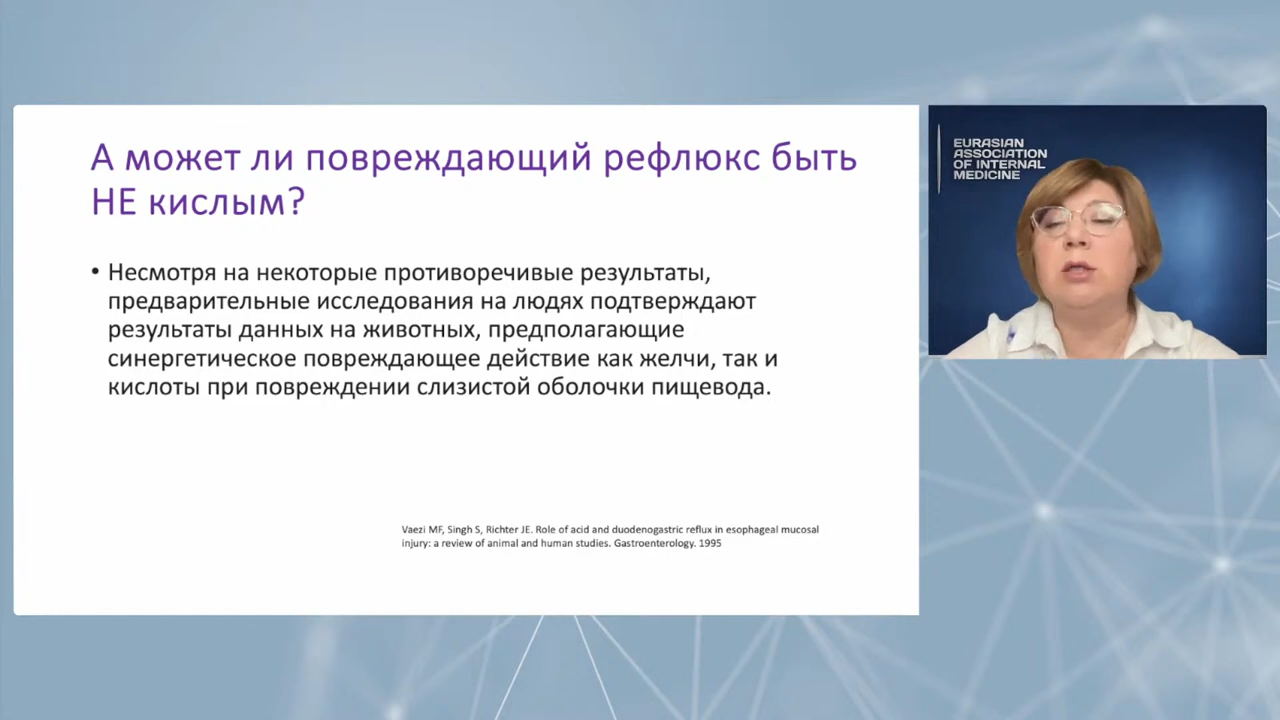 А может ли повреждающий рефлюкс быть
НЕ кислым?
• Несмотря на некоторые противоречивые результаты,
предварительные исследования на людях подтверждают
результаты данных на животных, предполагающие
синергетическое повреждающее действие как желчи, так и
кислоты при повреждении слизистой оболочки пищевода.
Vaezi MF, Singh S, Richter JE. Role of acid and duodenogastric reflux in esophageal mucosal
injury: a review of animal and human studies. Gastroenterology. 1995
EURASIAN
ASSOCIATION
OF INTERNAL
MEDICINE